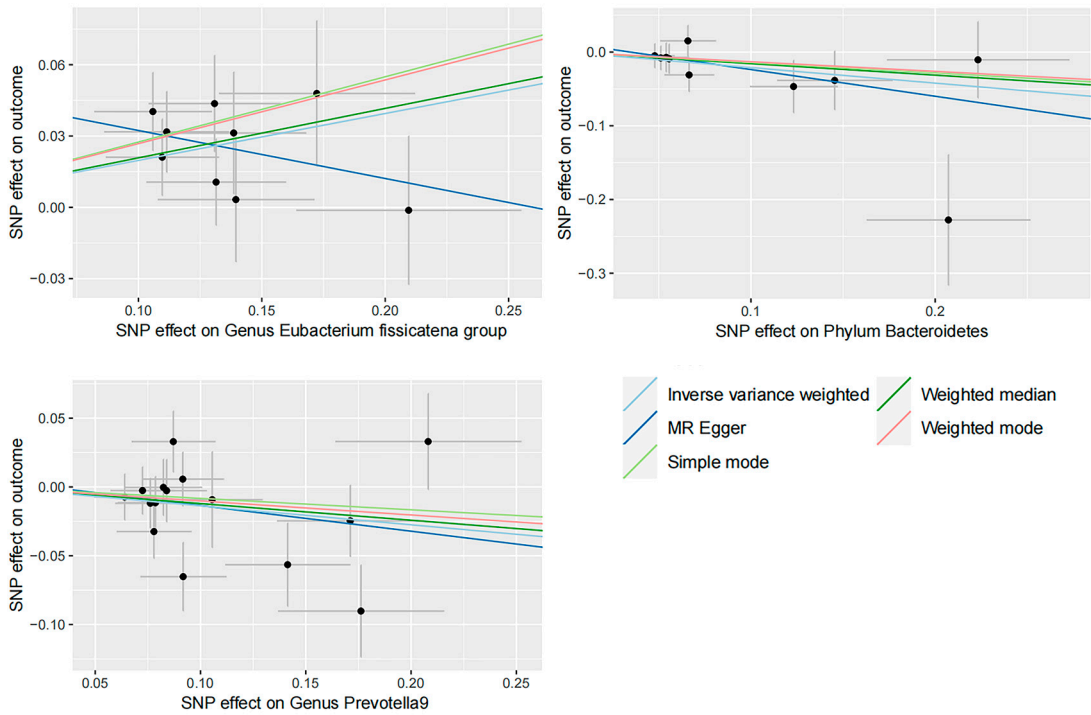 SNP effect on outcome
0.06
0.03
0.00
−0.03
0.10
0.15
0.20
0.25
SNP effect on Genus Eubacterium fissicatena group
SNP effect on outcome
0.0
−0.1
−0.2
−0.3
0.1
0.2
SNP effect on Phylum Bacteroidetes
SNP effect on outcome
0.05
0.00
−0.05
−0.10
0.05
0.10
0.15
0.20
0.25
SNP effect on Genus Prevotella9
Inverse variance weighted
MR Egger
Simple mode
Weighted median
Weighted mode